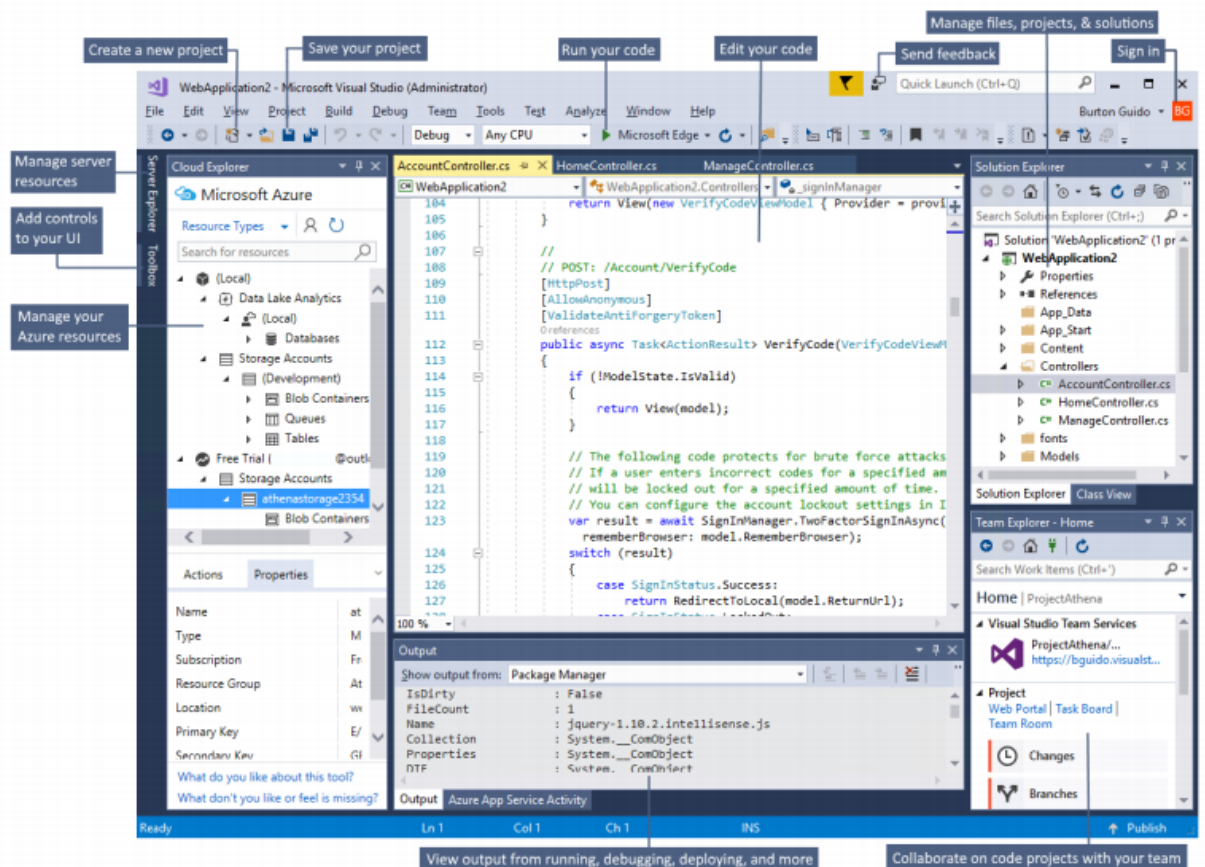 Manage files, projects, & solutions
Create a new project
Save your project
Run your code
Edit your code
Send feedback
Sign in
WebApplication2 - Microsoft Visual Studio (Administrator)
Quick Launch (Ctrl+Q)
File Edit View Project Build Debug Team Tools Test Analyze Window Help
Burton Guido
BG
Debug
Any CPU
Microsoft Edge
Manage server
resources
Add controls
to your UI
Manage your
Azure resources
Server Explorer
Toolbox
Cloud Explorer
Microsoft Azure
Resource Types
Search for resources
(Local)
Data Lake Analytics
(Local)
Databases
Storage Accounts
(Development)
Blob Containers
Queues
Tables
Free Trial ( @outl
Storage Accounts
athenastorage2354
Blob Containers
Actions Properties
Name at
Type M
Subscription Fr
Resource Group At
Location we
Primary Key E/
Secondary Key GI
What do you like about this tool?
What don't you like or feel is missing?
AccountController.cs HomeController.cs ManageController.cs
WebApplication2
WebApplication2.Controllers
_signInManager
104 return View(new VerifyCodeViewModel { Provider = provi
105 }
106
107 //
108 // POST: /Account/VerifyCode
109 [HttpPost]
110 [AllowAnonymous]
111 [ValidateAntiForgeryToken]
0 references
112 public async Task<ActionResult> VerifyCode(VerifyCodeViewM
113 {
114 if (!ModelState.IsValid)
115 {
116 return View(model);
117 }
118
119 // The following code protects for brute force attacks
120 // If a user enters incorrect codes for a specified am
121 // will be locked out for a specified amount of time.
122 // You can configure the account lockout settings in I
123 var result = await SignInManager.TwoFactorSignInAsync(
rememberBrowser: model.RememberBrowser);
124 switch (result)
125 {
126 case SignInStatus.Success:
127 return RedirectToLocal(model.ReturnUrl);
100 %
Output
Show output from: Package Manager
IsDirty : False
FileCount : 1
Name : jquery-1.10.2.intellisense.js
Collection : System.__ComObject
Properties : System.__ComObject
DTE : System.__ComObject
Output Azure App Service Activity
Solution Explorer
Search Solution Explorer (Ctrl+;)
Solution 'WebApplication2' (1 pr
WebApplication2
Properties
References
App_Data
App_Start
Content
Controllers
AccountController.cs
HomeController.cs
ManageController.cs
fonts
Models
Solution Explorer Class View
Team Explorer - Home
Search Work Items (Ctrl+')
Home | ProjectAthena
Visual Studio Team Services
ProjectAthena/...
https://bguido.visualst...
Project
Web Portal | Task Board |
Team Room
Changes
Branches
Ready Ln 1 Col 1 Ch 1 INS Publish
View output from running, debugging, deploying, and more
Collaborate on code projects with your team